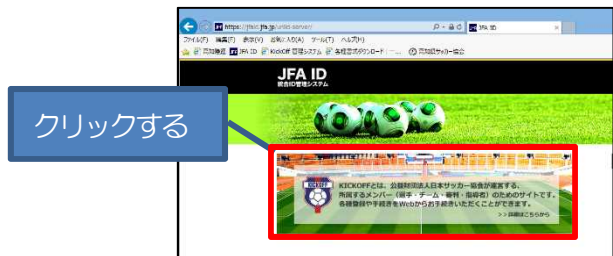 https://jfaid.jfa.jp/uniid-server/
JFA ID
ファイル(F) 編集(E) 表示(V) お気に入り(A) ツール(T) ヘルプ(H)
JFA ID KickOff 管理システム
JFA ID
統合ID管理システム
クリックする
KICKOFF
KICKOFFとは、公益財団法人日本サッカー協会が運営する、
所属するメンバー（選手・チーム・審判・指導者）のためのサイトです。
各種登録や手続きをWebからお手続きいただくことができます。
>>詳細はこちらから